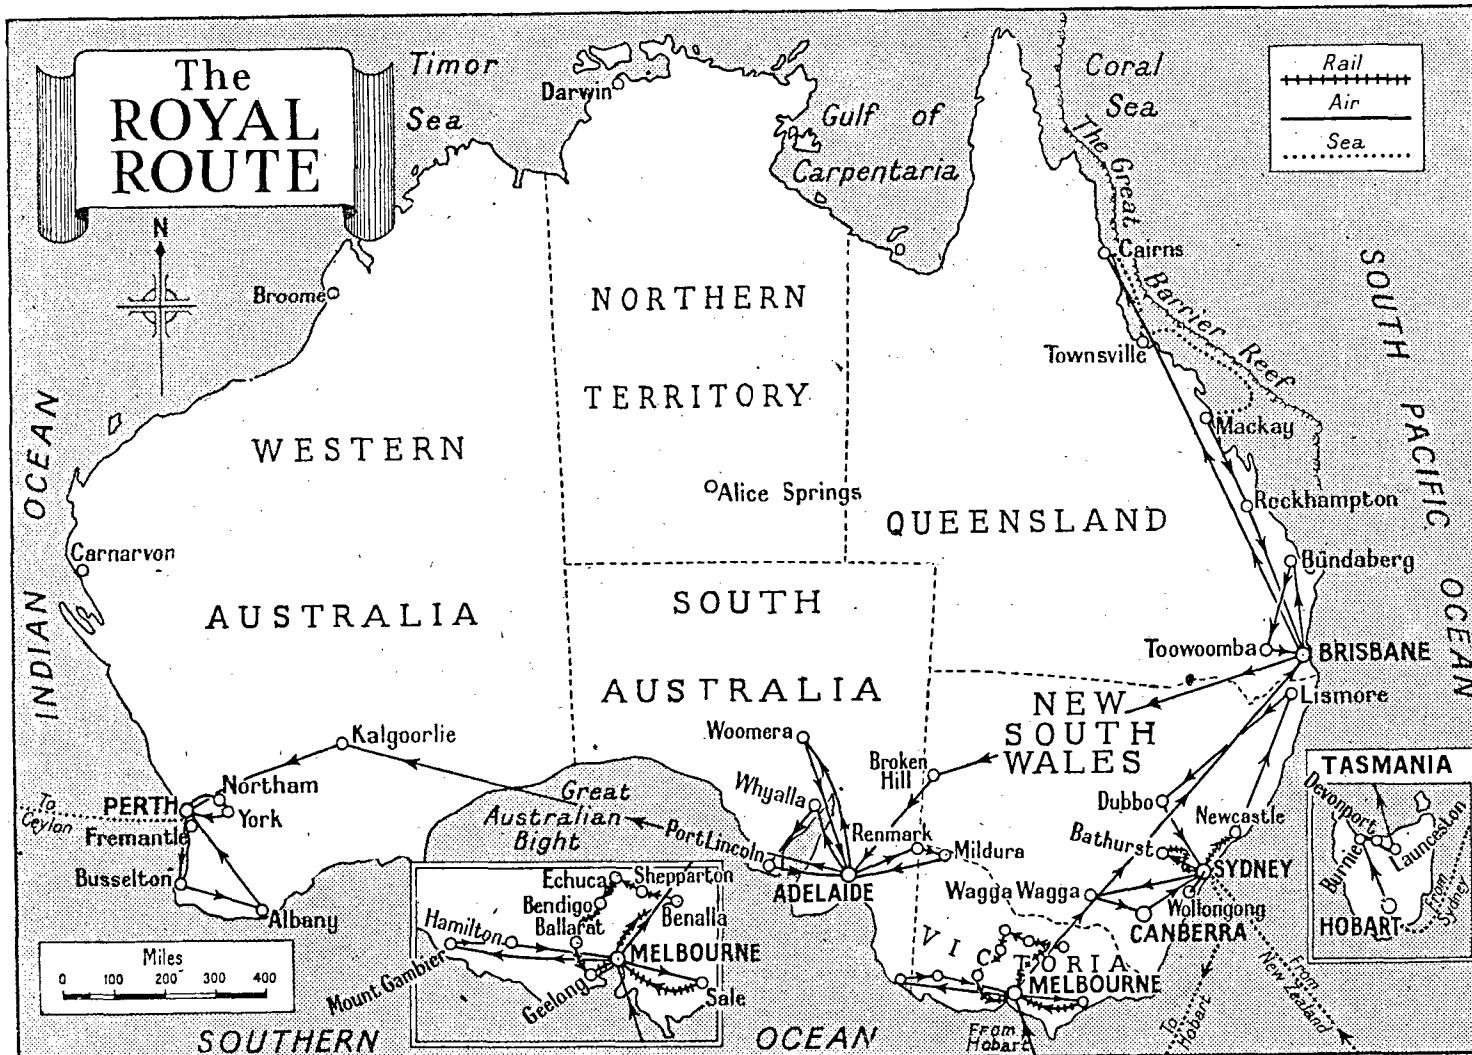 The
ROYAL
ROUTE
N
Timor
Sea
Darwin
Gulf of
Carpentaria
Coral
Sea
The Great
Barrier Reef
Rail
Air
Sea
Cairns
Townsville
Mackay
Rockhampton
Bundaberg
Toowoomba
BRISBANE
Lismore
SOUTH
PACIFIC
OCEAN
Broome
NORTHERN
TERRITORY
Alice Springs
WESTERN
AUSTRALIA
QUEENSLAND
Carnarvon
INDIAN OCEAN
SOUTH
AUSTRALIA
NEW
SOUTH
WALES
Kalgoorlie
Northam
York
PERTH
Fremantle
To
Ceylon
Busselton
Albany
Great
Australian
Bight
Woomera
Whyalla
Port Lincoln
ADELAIDE
Renmark
Mildura
Broken
Hill
Dubbo
Bathurst
Newcastle
SYDNEY
Wollongong
Wagga Wagga
CANBERRA
VICTORIA
MELBOURNE
From
Hobart
To
Hobart
From
New Zealand
TASMANIA
Devonport
Burnie
Launceston
HOBART
From
Sydney
Echuca
Shepparton
Bendigo
Benalla
Ballarat
Hamilton
MELBOURNE
Mount Gambier
Geelong
Sale
Miles
0 100 200 300 400
SOUTHERN OCEAN